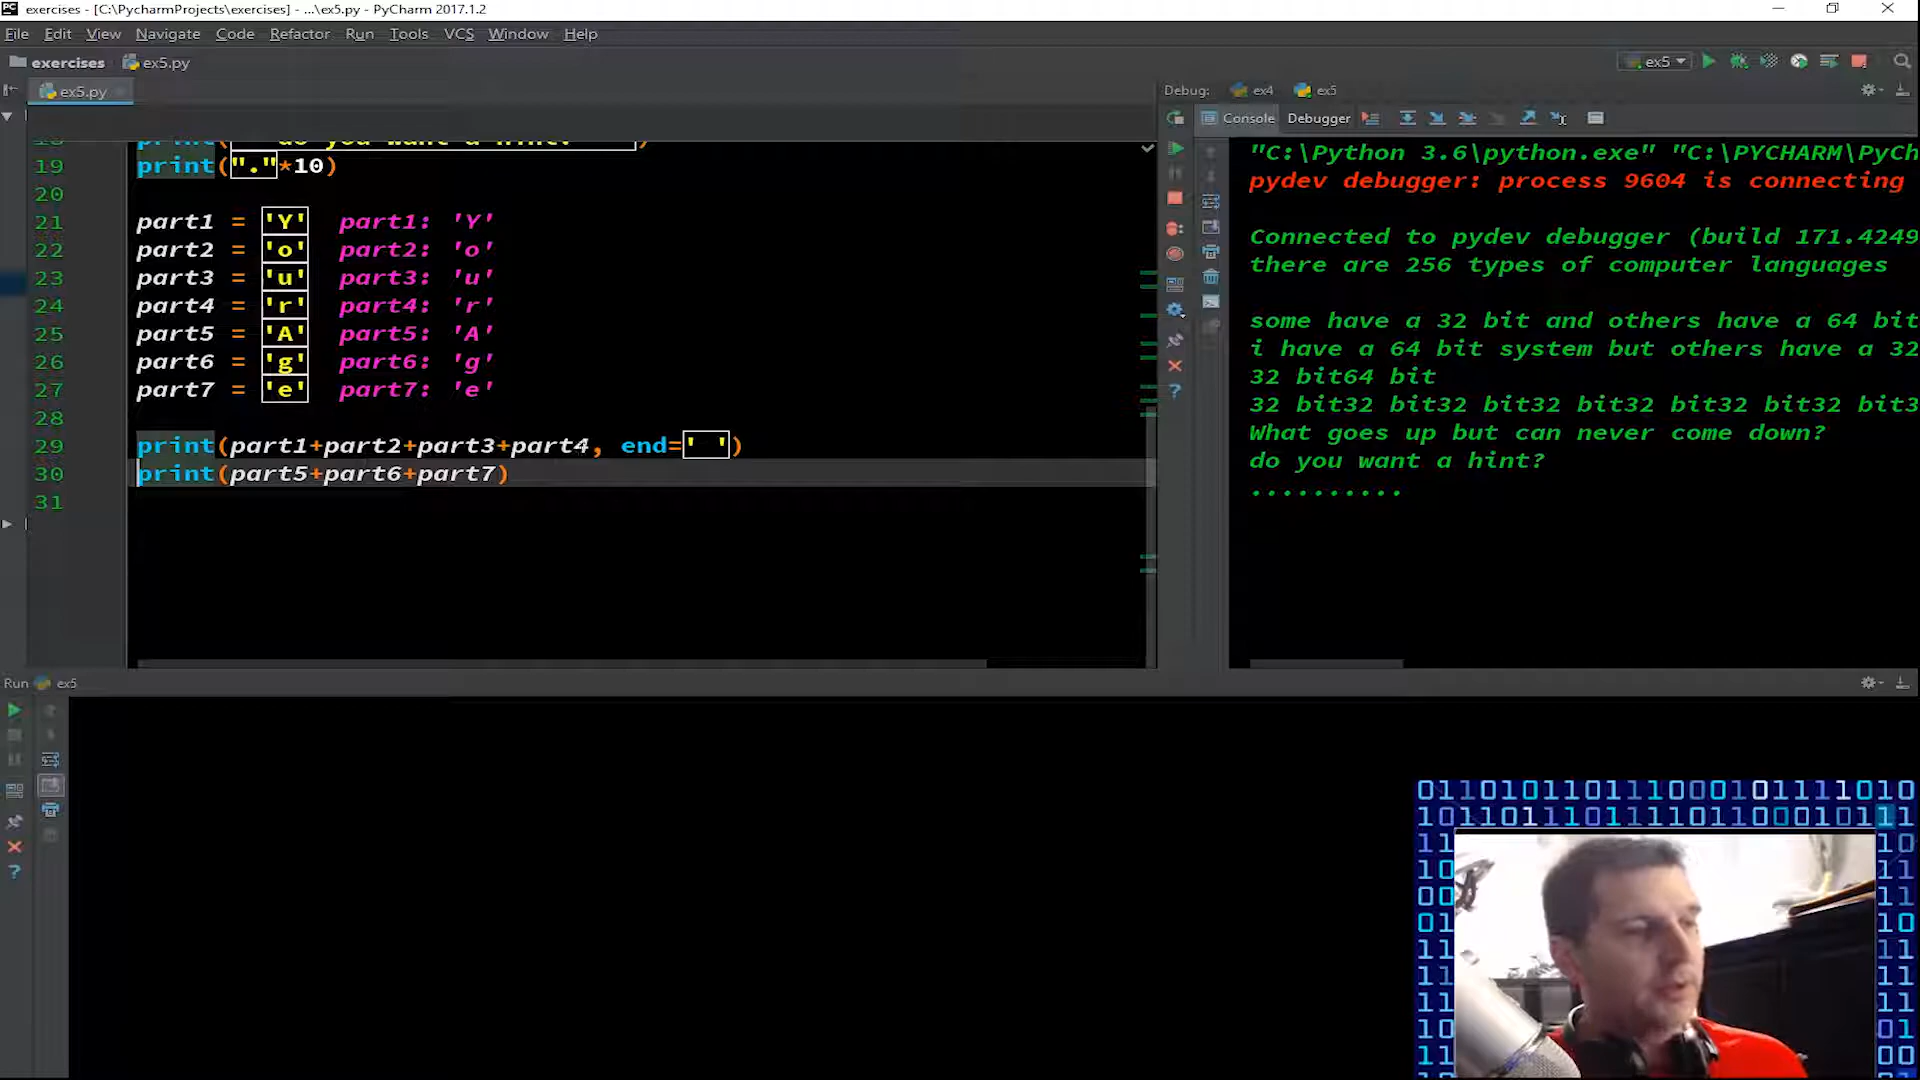 exercises - [C:\PycharmProjects\exercises] - ...\ex5.py - PyCharm 2017.1.2
File Edit View Navigate Code Refactor Run Tools VCS Window Help
exercises ex5.py
ex5
ex5.py
Debug: ex4 ex5
Console Debugger
18 print( do you want a hint. )
19 print("."*10)
20
21 part1 = 'Y' part1: 'Y'
22 part2 = 'o' part2: 'o'
23 part3 = 'u' part3: 'u'
24 part4 = 'r' part4: 'r'
25 part5 = 'A' part5: 'A'
26 part6 = 'g' part6: 'g'
27 part7 = 'e' part7: 'e'
28
29 print(part1+part2+part3+part4, end=' ')
30 print(part5+part6+part7)
31
"C:\Python 3.6\python.exe" "C:\PYCHARM\PyCh
pydev debugger: process 9604 is connecting
Connected to pydev debugger (build 171.4249
there are 256 types of computer languages
some have a 32 bit and others have a 64 bit
i have a 64 bit system but others have a 32
32 bit64 bit
32 bit32 bit32 bit32 bit32 bit32 bit32 bit3
What goes up but can never come down?
do you want a hint?
..........
Run ex5